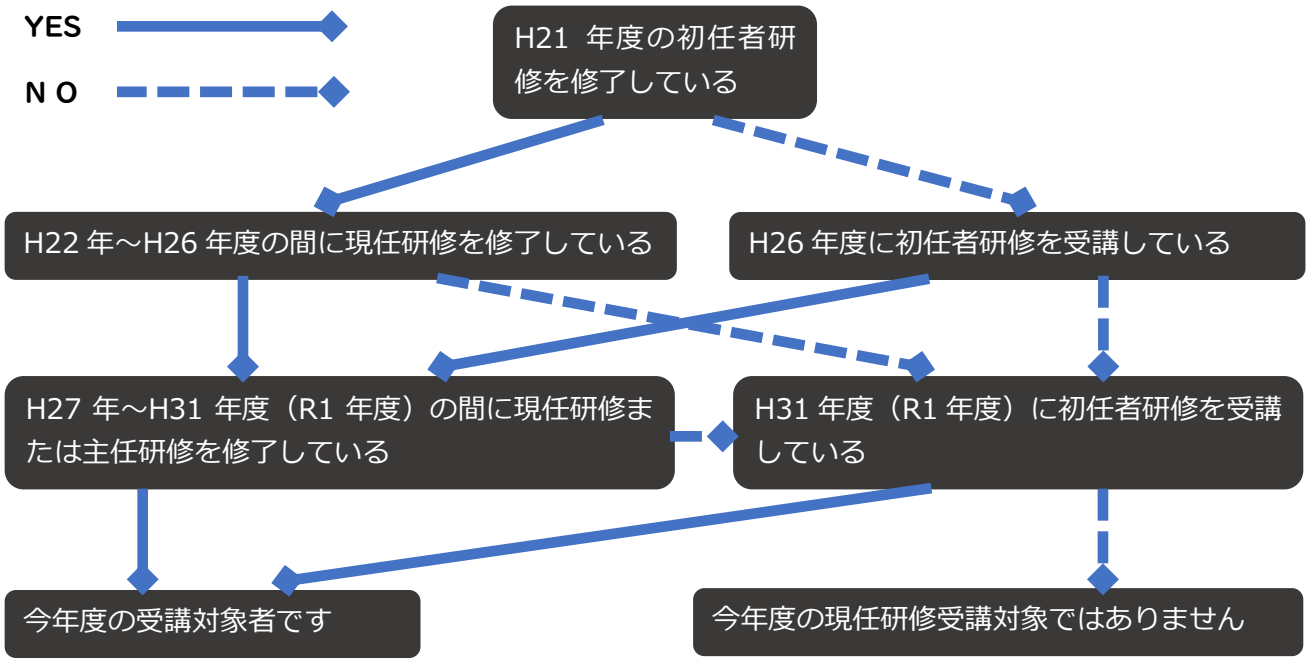 YES
N O
H21 年度の初任者研
修を修了している
H22 年～H26 年度の間に現任研修を修了している
H26 年度に初任者研修を受講している
H27 年～H31 年度（R1 年度）の間に現任研修ま
たは主任研修を修了している
H31 年度（R1 年度）に初任者研修を受講
している
今年度の受講対象者です
今年度の現任研修受講対象ではありません